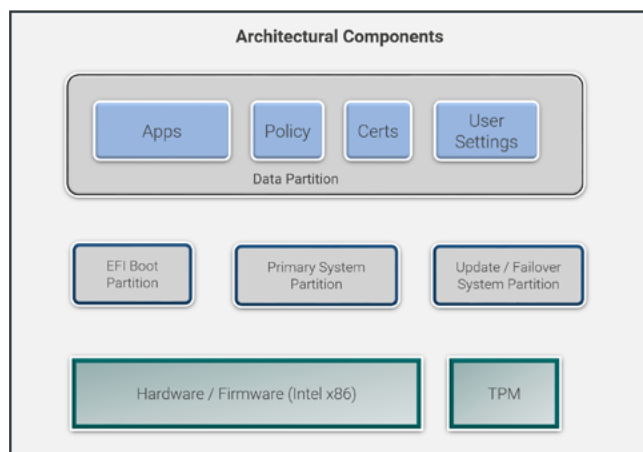 Architectural Components
Apps
Policy
Certs
User
Settings
Data Partition
EFI Boot
Partition
Primary System
Partition
Update / Failover
System Partition
Hardware / Firmware (Intel x86)
TPM